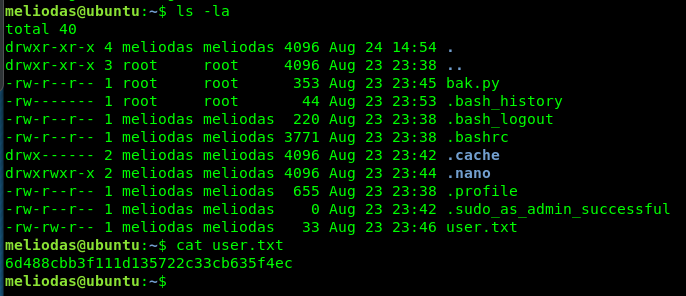 meliodas@ubuntu:~$ ls -la
total 40
drwxr-xr-x 4 meliodas meliodas 4096 Aug 24 14:54 .
drwxr-xr-x 3 root     root     4096 Aug 23 23:38 ..
-rw-r--r-- 1 root     root      353 Aug 23 23:45 bak.py
-rw------- 1 root     root       44 Aug 23 23:53 .bash_history
-rw-r--r-- 1 meliodas meliodas  220 Aug 23 23:38 .bash_logout
-rw-r--r-- 1 meliodas meliodas 3771 Aug 23 23:38 .bashrc
drwx------ 2 meliodas meliodas 4096 Aug 23 23:42 .cache
drwxrwxr-x 2 meliodas meliodas 4096 Aug 23 23:44 .nano
-rw-r--r-- 1 meliodas meliodas  655 Aug 23 23:38 .profile
-rw-r--r-- 1 meliodas meliodas    0 Aug 23 23:42 .sudo_as_admin_successful
-rw-rw-r-- 1 meliodas meliodas   33 Aug 23 23:46 user.txt
meliodas@ubuntu:~$ cat user.txt
6d488cbb3f111d135722c33cb635f4ec
meliodas@ubuntu:~$